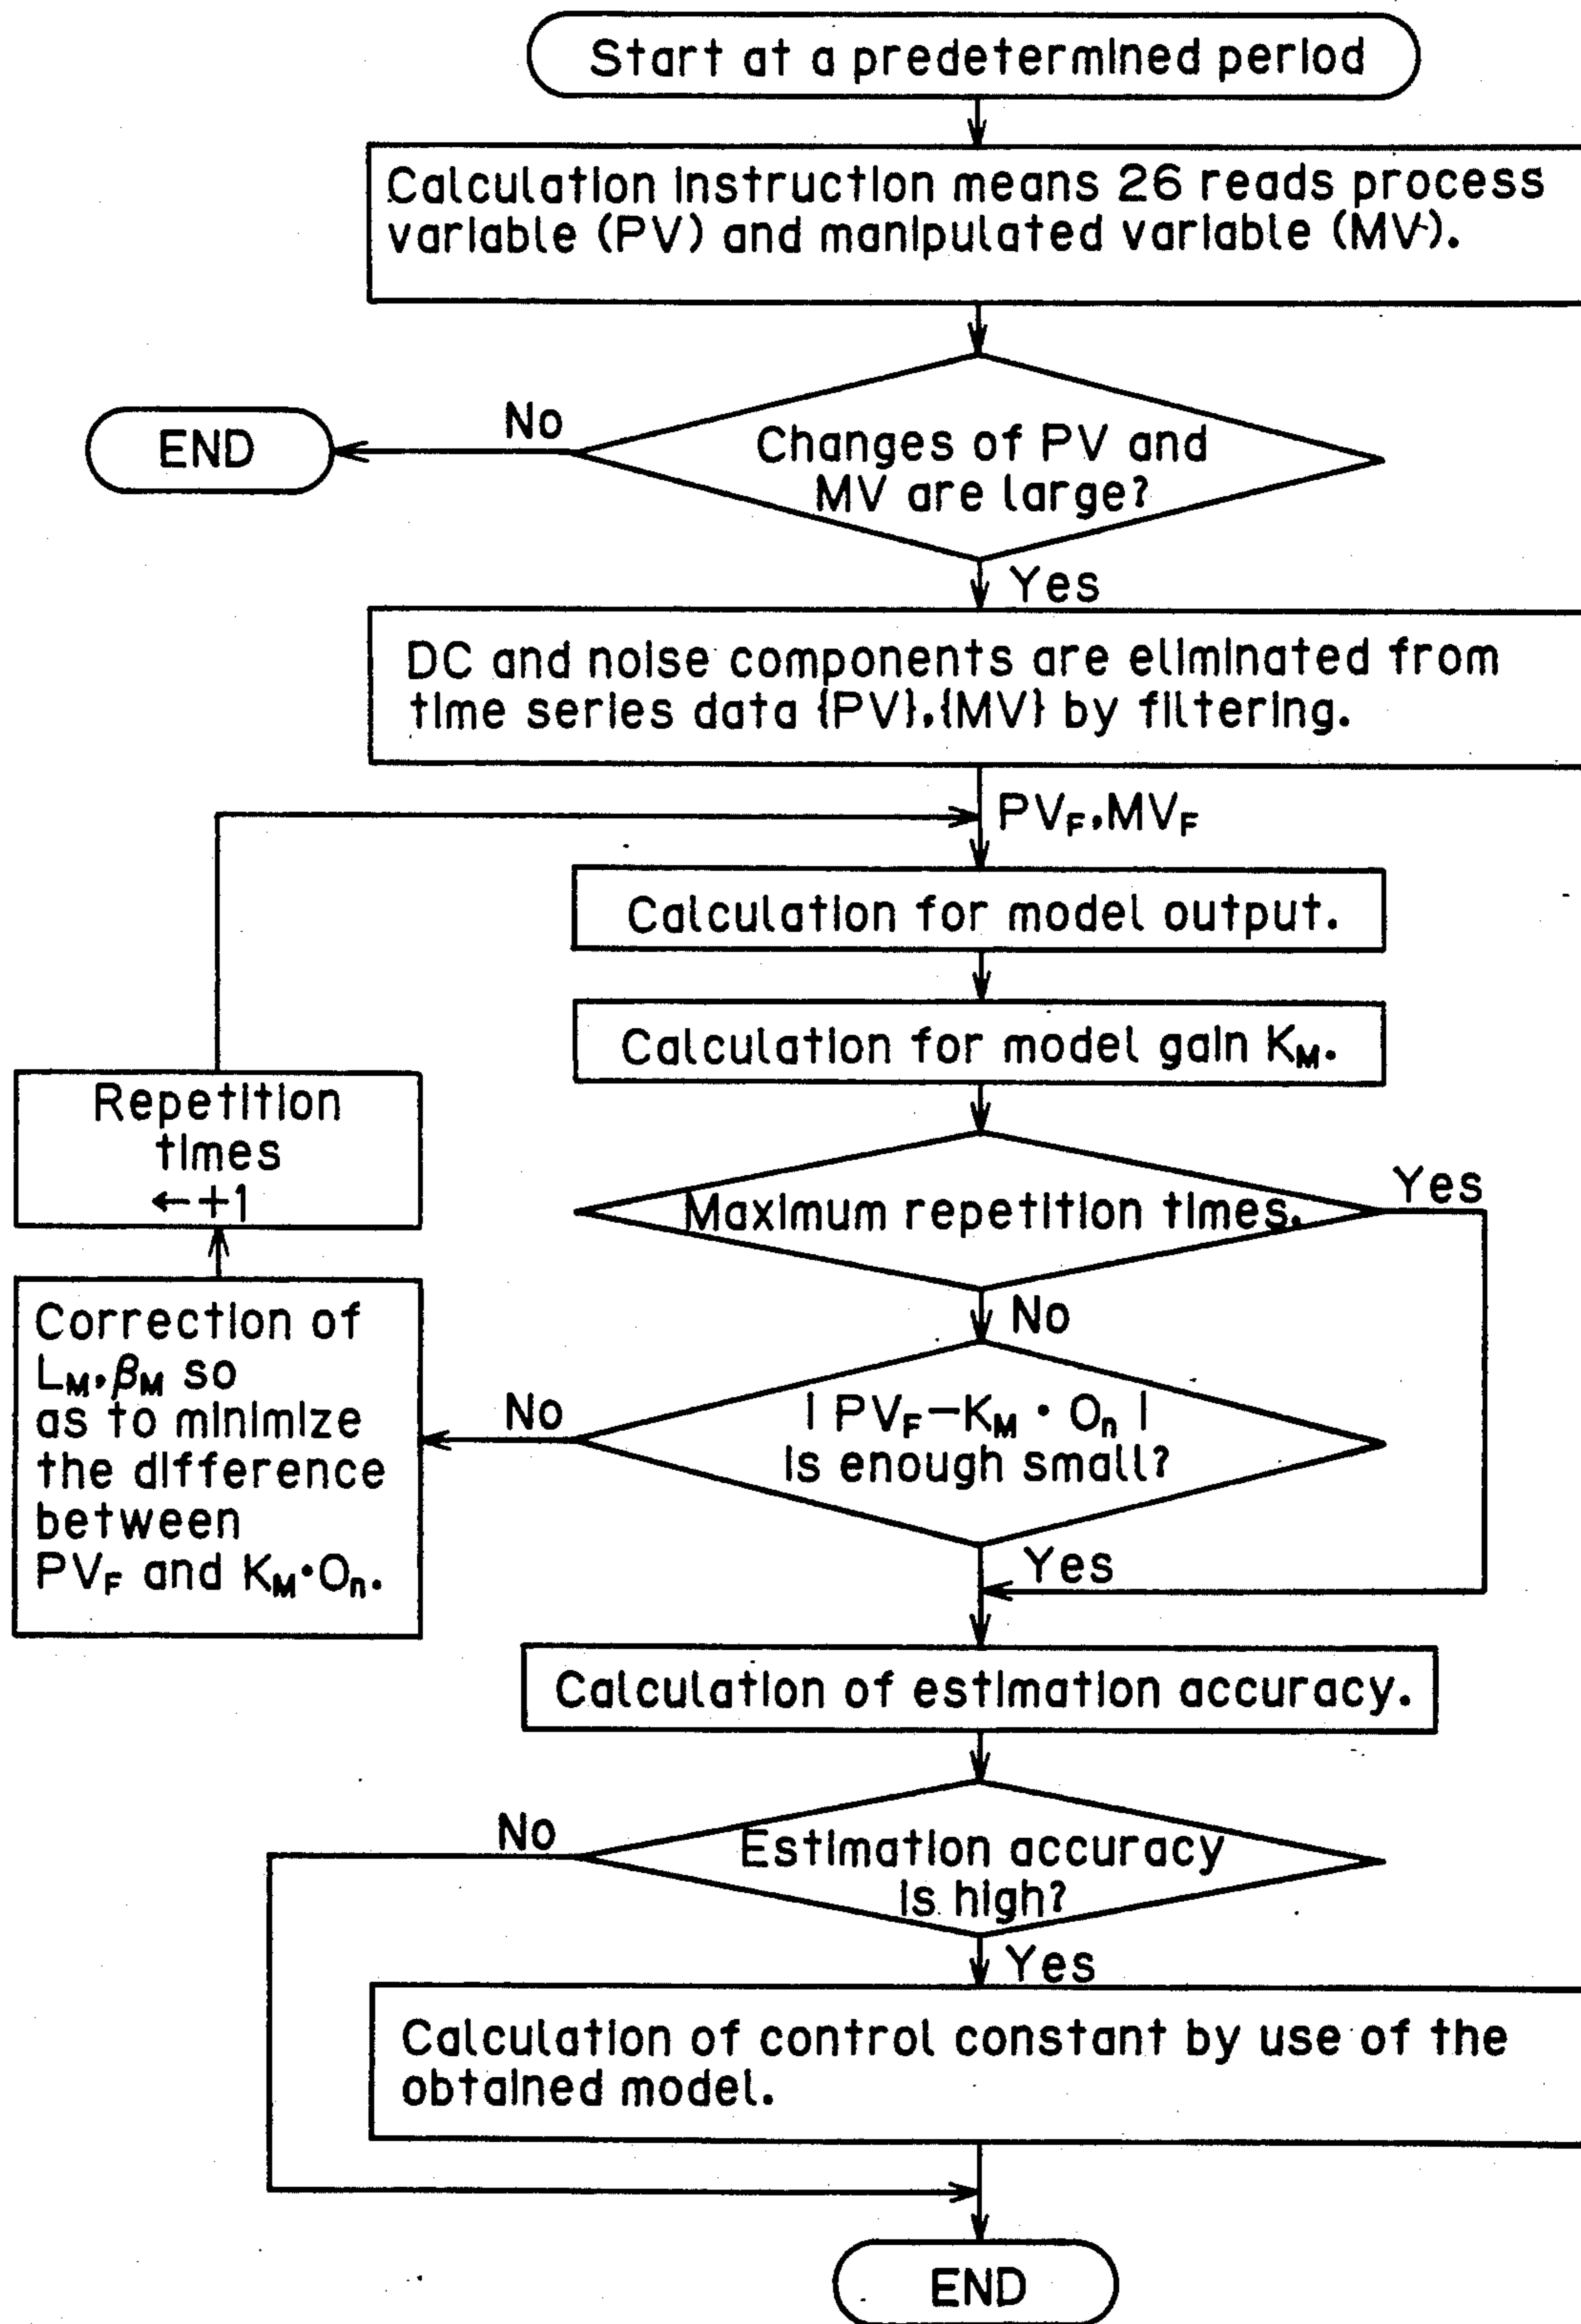 Start at a predetermined period
Calculation instruction means 26 reads process
variable (PV) and manipulated variable (MV).
No
END
Changes of PV and
MV are large?
Yes
DC and noise components are eliminated from
time series data {PV},{MV} by filtering.
PVF,MVF
Calculation for model output.
Calculation for model gain KM.
Repetition
times
←+1
Maximum repetition times.
Yes
No
Correction of
LM,βM so
as to minimize
the difference
between
PVF and KM·On.
No
| PVF−KM · On |
is enough small?
Yes
Calculation of estimation accuracy.
No
Estimation accuracy
is high?
Yes
Calculation of control constant by use of the
obtained model.
END